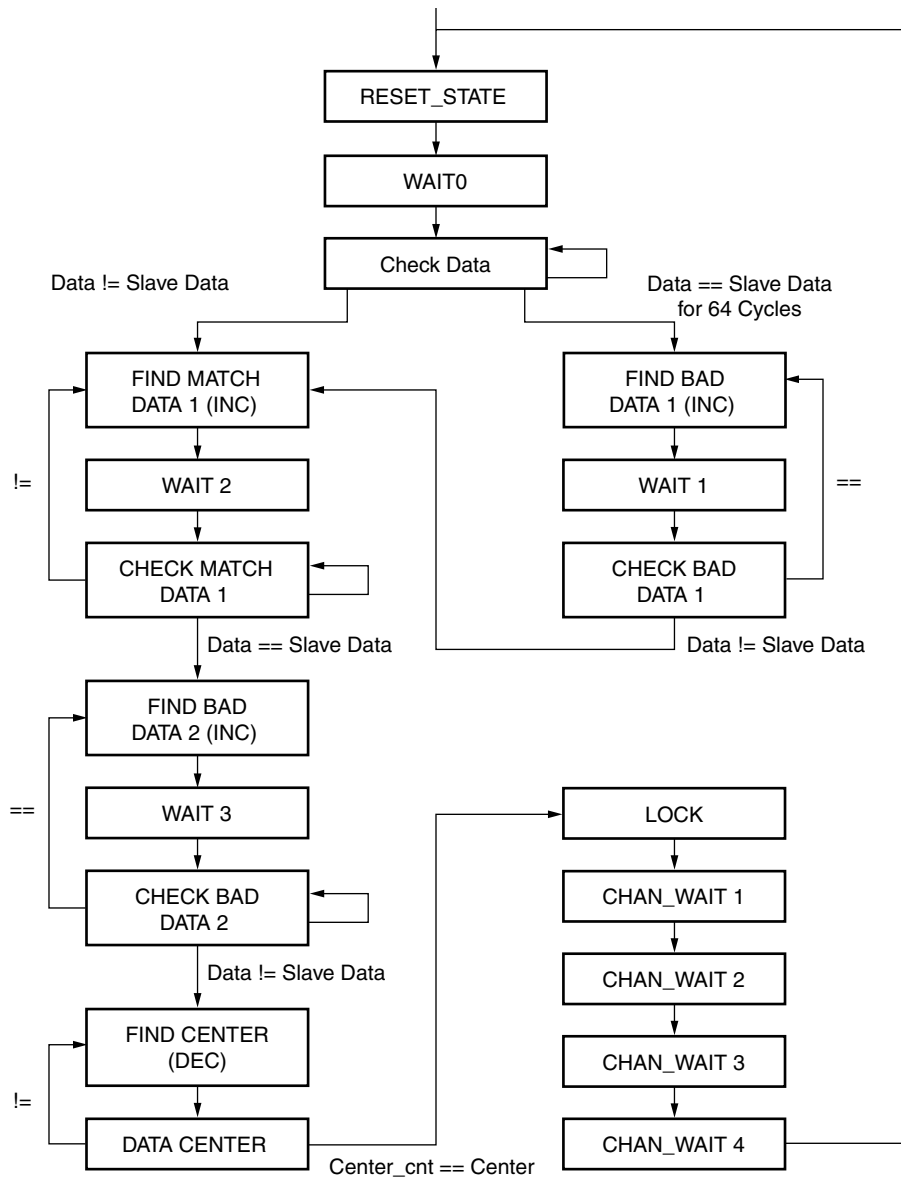 RESET_STATE
WAIT0
Check Data
Data != Slave Data
Data == Slave Data
for 64 Cycles
FIND MATCH
DATA 1 (INC)
FIND BAD
DATA 1 (INC)
!=
WAIT 2
WAIT 1
==
CHECK MATCH
DATA 1
CHECK BAD
DATA 1
Data == Slave Data
Data != Slave Data
FIND BAD
DATA 2 (INC)
==
WAIT 3
LOCK
CHECK BAD
DATA 2
CHAN_WAIT 1
Data != Slave Data
CHAN_WAIT 2
FIND CENTER
(DEC)
CHAN_WAIT 3
!=
DATA CENTER
CHAN_WAIT 4
Center_cnt == Center